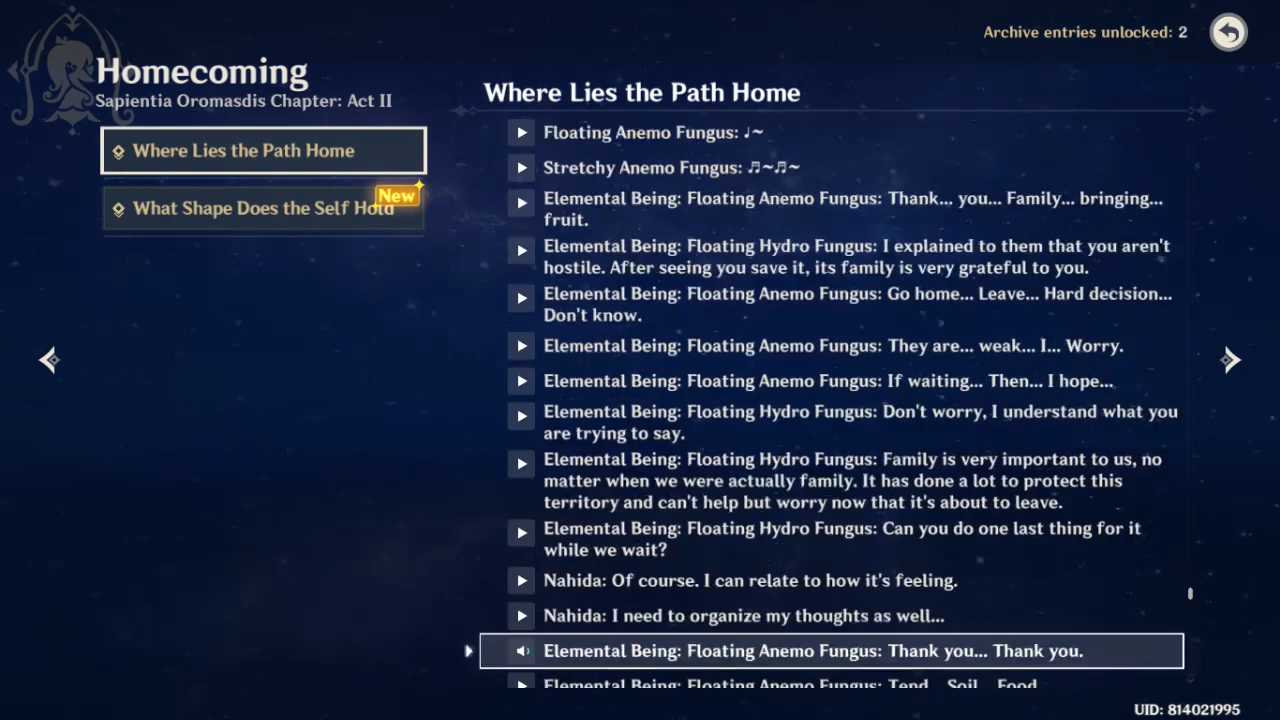 Archive entries unlocked: 2
Homecoming
Sapientia Oromasdis Chapter: Act II
Where Lies the Path Home
What Shape Does the Self Hold
New
Where Lies the Path Home
Floating Anemo Fungus: ♩~
Stretchy Anemo Fungus: ♬~♬~
Elemental Being: Floating Anemo Fungus: Thank... you... Family... bringing...
fruit.
Elemental Being: Floating Hydro Fungus: I explained to them that you aren't
hostile. After seeing you save it, its family is very grateful to you.
Elemental Being: Floating Anemo Fungus: Go home... Leave... Hard decision...
Don't know.
Elemental Being: Floating Anemo Fungus: They are... weak... I... Worry.
Elemental Being: Floating Anemo Fungus: If waiting... Then... I hope...
Elemental Being: Floating Hydro Fungus: Don't worry, I understand what you
are trying to say.
Elemental Being: Floating Hydro Fungus: Family is very important to us, no
matter when we were actually family. It has done a lot to protect this
territory and can't help but worry now that it's about to leave.
Elemental Being: Floating Hydro Fungus: Can you do one last thing for it
while we wait?
Nahida: Of course. I can relate to how it's feeling.
Nahida: I need to organize my thoughts as well...
Elemental Being: Floating Anemo Fungus: Thank you... Thank you.
Elemental Being: Floating Anemo Fungus: Tend... Soil... Food...
UID: 814021995